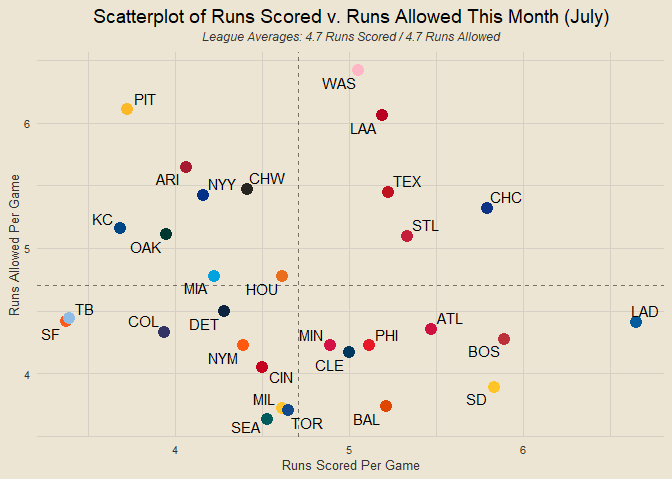 Scatterplot of Runs Scored v. Runs Allowed This Month (July)
League Averages: 4.7 Runs Scored / 4.7 Runs Allowed
WAS
PIT
6
LAA
ARI
NYY
CHW
TEX
CHC
KC
OAK
STL
5
Runs Allowed Per Game
MIA
HOU
TB
SF
COL
DET
MIN
PHI
ATL
LAD
NYM
CLE
BOS
4
CIN
MIL
SEA
TOR
BAL
SD
4
5
6
Runs Scored Per Game